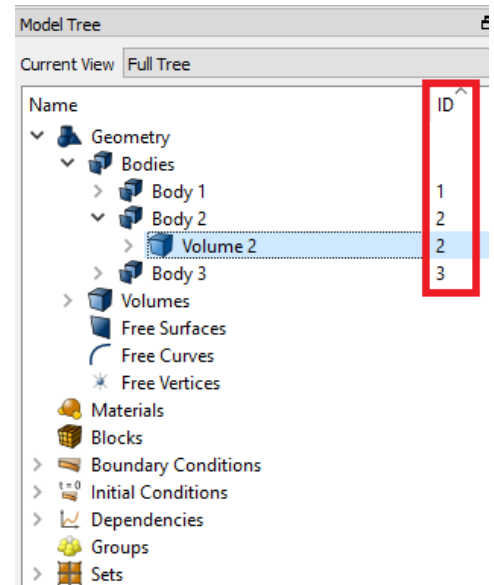 Model Tree
Current View Full Tree
Name ID
Geometry
Bodies
Body 1 1
Body 2 2
Volume 2 2
Body 3 3
Volumes
Free Surfaces
Free Curves
Free Vertices
Materials
Blocks
Boundary Conditions
t=0 Initial Conditions
Dependencies
Groups
Sets